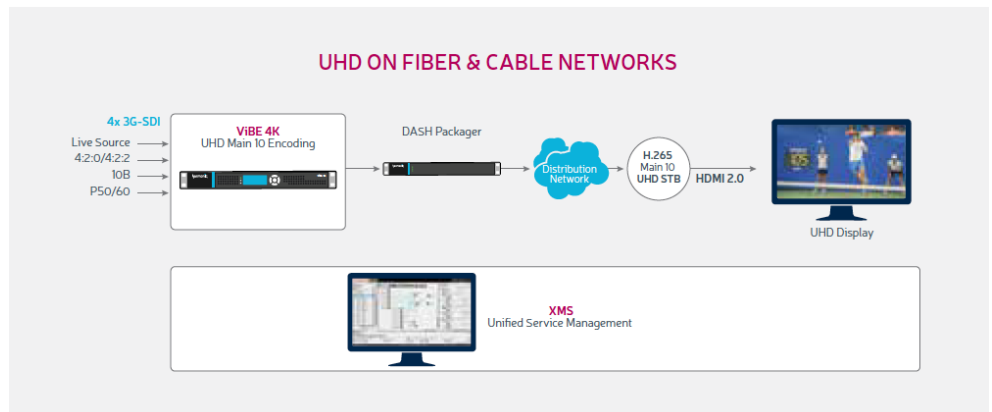 UHD ON FIBER & CABLE NETWORKS
4x 3G-SDI
Live Source
4:2:0/4:2:2
10B
P50/60
ViBE 4K
UHD Main 10 Encoding
DASH Packager
Distribution
Network
H.265
Main 10
UHD STB
HDMI 2.0
UHD Display
XMS
Unified Service Management